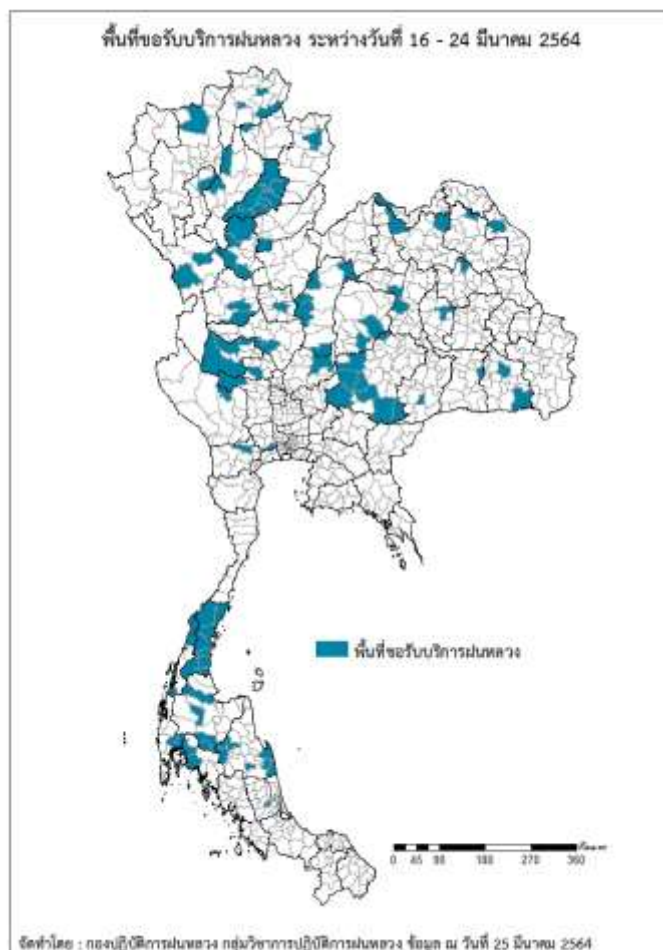 พื้นที่ขอรับบริการฝนหลวง ระหว่างวันที่ 16 - 24 มีนาคม 2564
พื้นที่ขอรับบริการฝนหลวง
0 45 90 180 270 360
จัดทำโดย : กองปฏิบัติการฝนหลวง กลุ่มวิชาการปฏิบัติการฝนหลวง ข้อมูล ณ วันที่ 25 มีนาคม 2564